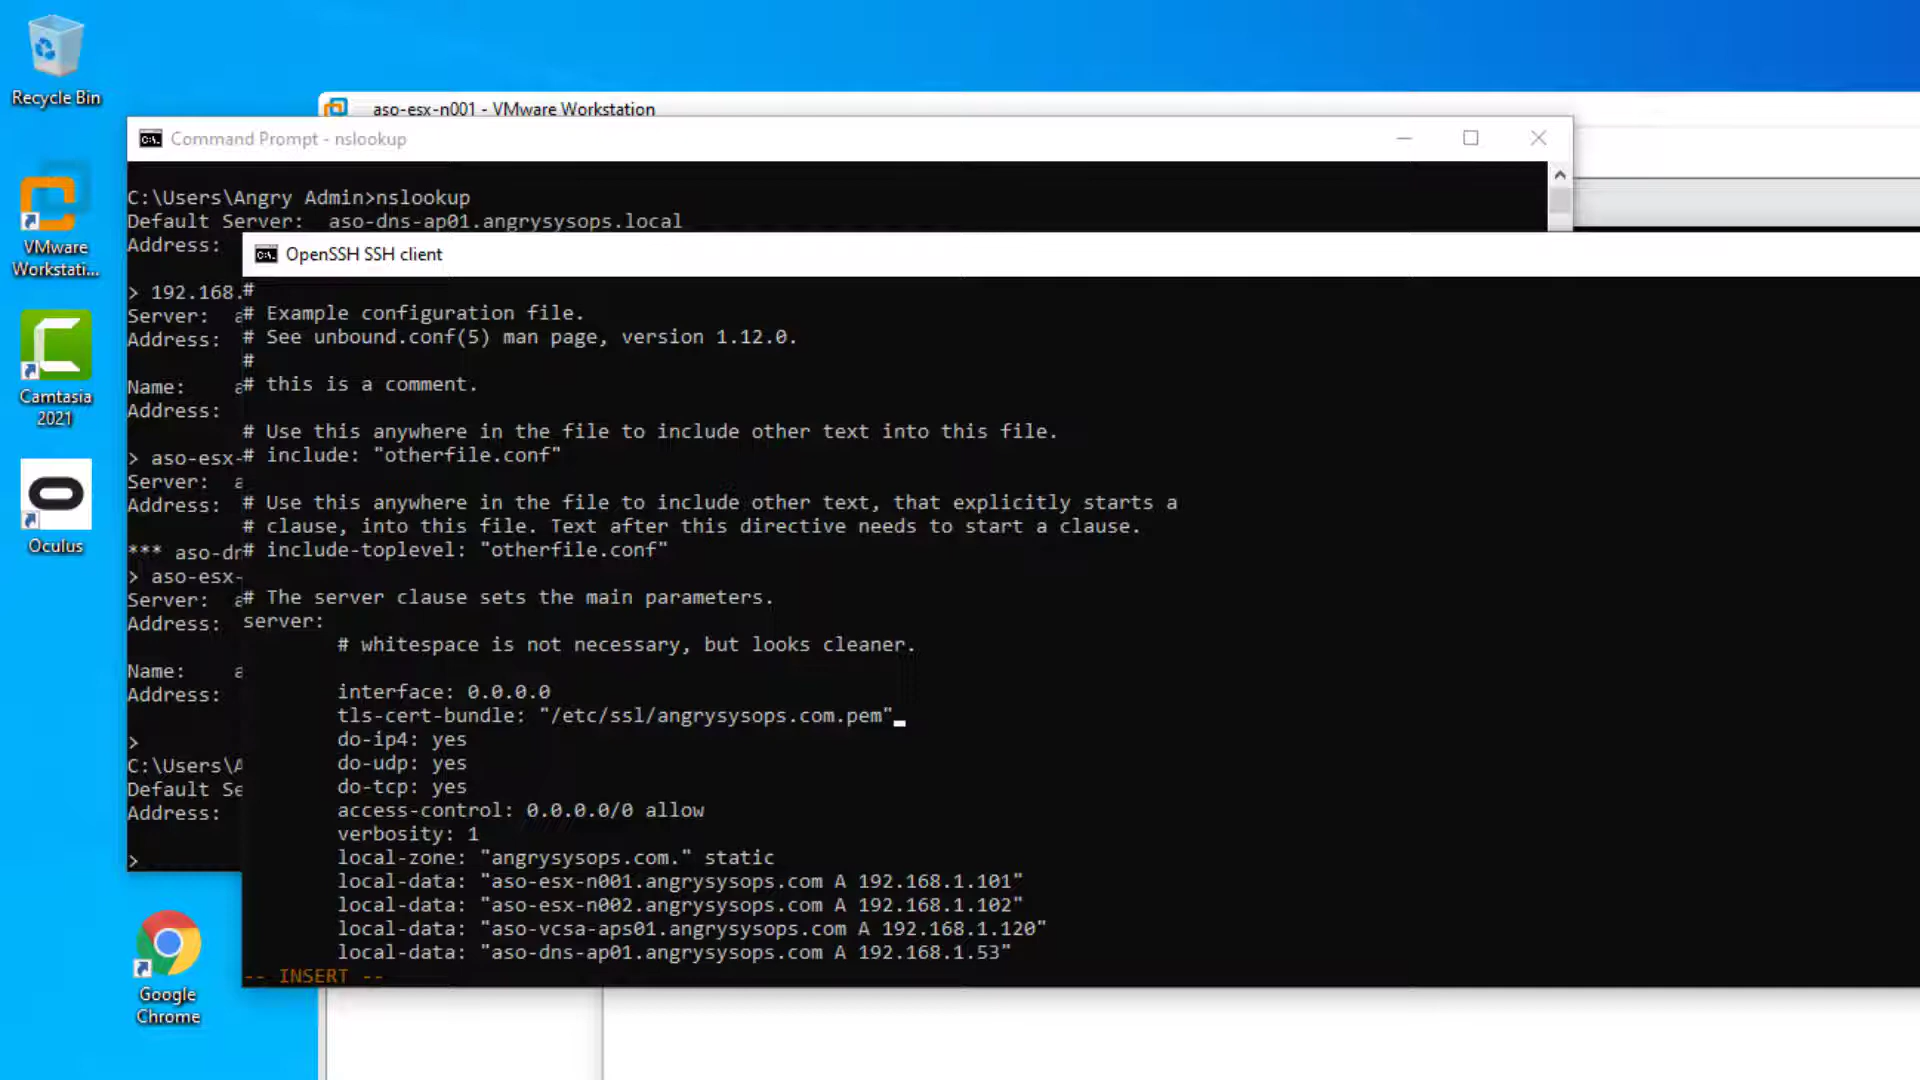 Recycle Bin
VMware
Workstati...
Camtasia
2021
Oculus
Google
Chrome
aso-esx-n001 - VMware Workstation
Command Prompt - nslookup
C:\Users\Angry Admin>nslookup
Default Server:  aso-dns-ap01.angrysysops.local
Address:
> 192.168.
Server:  a
Address:
Name:    a
Address:
> aso-esx-
Server:  a
Address:
*** aso-dn
> aso-esx-
Server:  a
Address:
Name:    a
Address:
>
C:\Users\A
Default Se
Address:
>
OpenSSH SSH client
#
# Example configuration file.
# See unbound.conf(5) man page, version 1.12.0.
#
# this is a comment.
# Use this anywhere in the file to include other text into this file.
# include: "otherfile.conf"
# Use this anywhere in the file to include other text, that explicitly starts a
# clause, into this file. Text after this directive needs to start a clause.
# include-toplevel: "otherfile.conf"
# The server clause sets the main parameters.
server:
# whitespace is not necessary, but looks cleaner.
interface: 0.0.0.0
tls-cert-bundle: "/etc/ssl/angrysysops.com.pem"
do-ip4: yes
do-udp: yes
do-tcp: yes
access-control: 0.0.0.0/0 allow
verbosity: 1
local-zone: "angrysysops.com." static
local-data: "aso-esx-n001.angrysysops.com A 192.168.1.101"
local-data: "aso-esx-n002.angrysysops.com A 192.168.1.102"
local-data: "aso-vcsa-aps01.angrysysops.com A 192.168.1.120"
local-data: "aso-dns-ap01.angrysysops.com A 192.168.1.53"
-- INSERT --